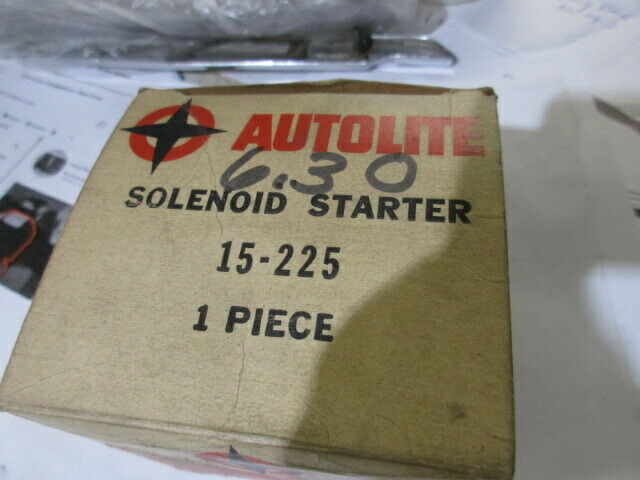 AUTOLITE
6.30
SOLENOID STARTER
15-225
1 PIECE